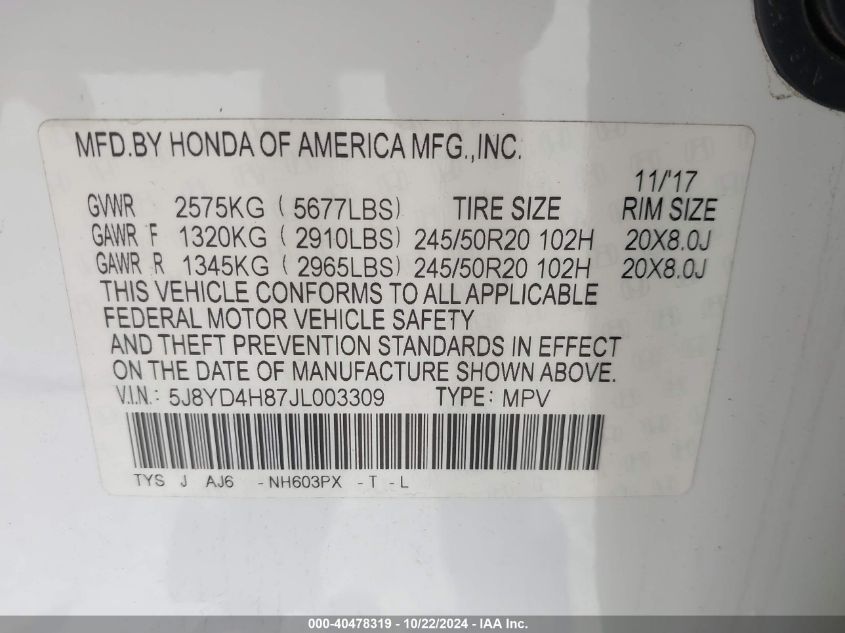 MFD.BY HONDA OF AMERICA MFG.,INC.
11/'17
GVWR 2575KG ( 5677LBS) TIRE SIZE RIM SIZE
GAWR F 1320KG ( 2910LBS) 245/50R20 102H 20X8.0J
GAWR R 1345KG ( 2965LBS) 245/50R20 102H 20X8.0J
THIS VEHICLE CONFORMS TO ALL APPLICABLE
FEDERAL MOTOR VEHICLE SAFETY
AND THEFT PREVENTION STANDARDS IN EFFECT
ON THE DATE OF MANUFACTURE SHOWN ABOVE.
V.I.N.: 5J8YD4H87JL003309 TYPE: MPV
TYS J AJ6 - NH603PX - T - L
000-40478319 - 10/22/2024 - IAA Inc.